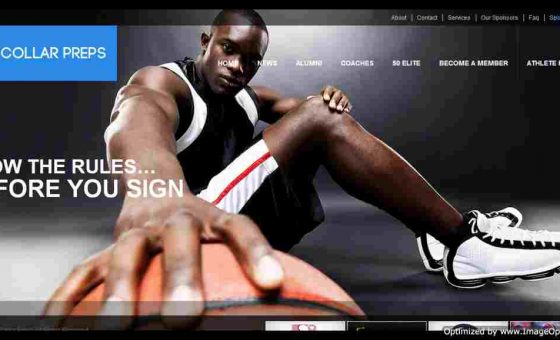 About | Contact | Services | Our Sponsors | Faq |
COLLAR PREPS
HOME NEWS ALUMNI COACHES 50 ELITE BECOME A MEMBER ATHLETE
OW THE RULES...
FORE YOU SIGN
Optimized by www.ImageOp